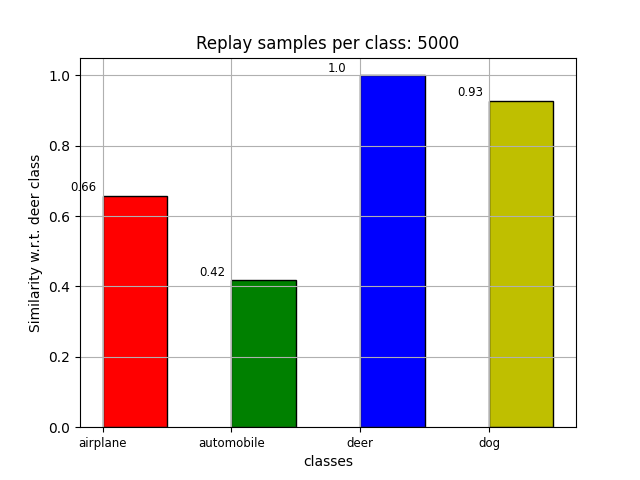 Replay samples per class: 5000
Similarity w.r.t. deer class
1.0
0.8
0.6
0.4
0.2
0.0
0.66
0.42
1.0
0.93
airplane
automobile
deer
dog
classes